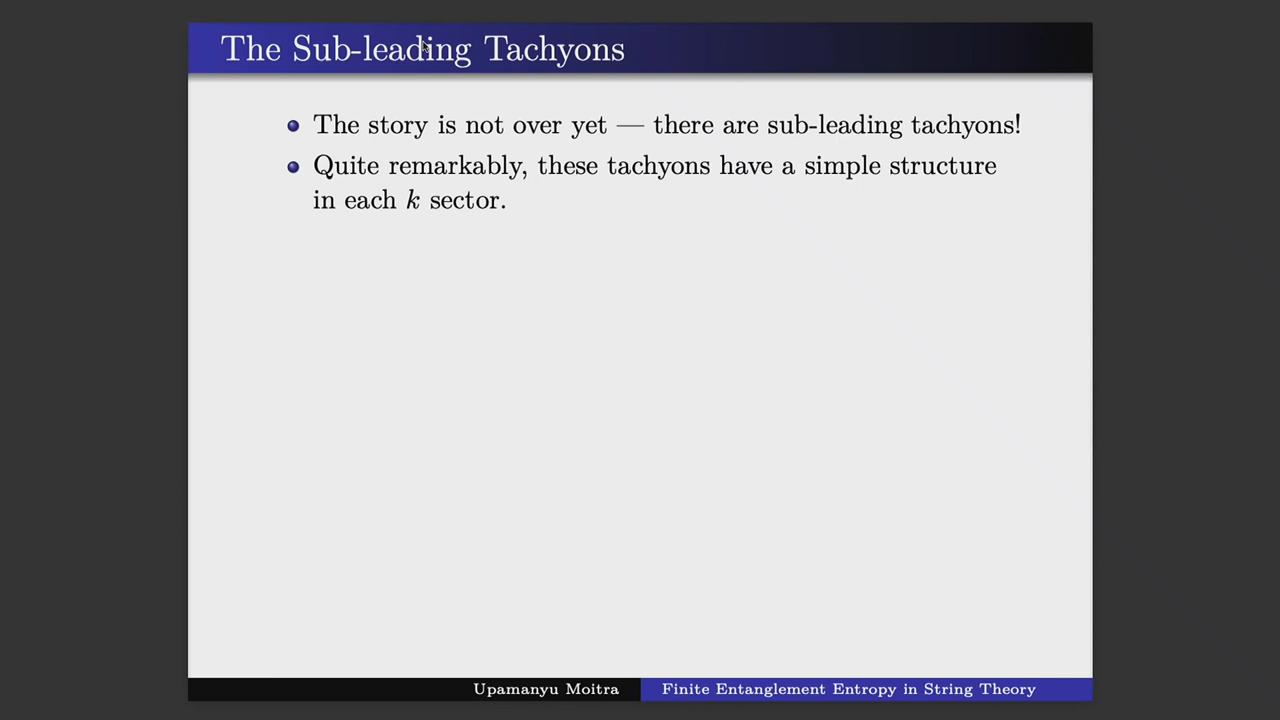 The Sub-leading Tachyons
The story is not over yet — there are sub-leading tachyons!
Quite remarkably, these tachyons have a simple structure
in each k sector.
Upamanyu Moitra
Finite Entanglement Entropy in String Theory